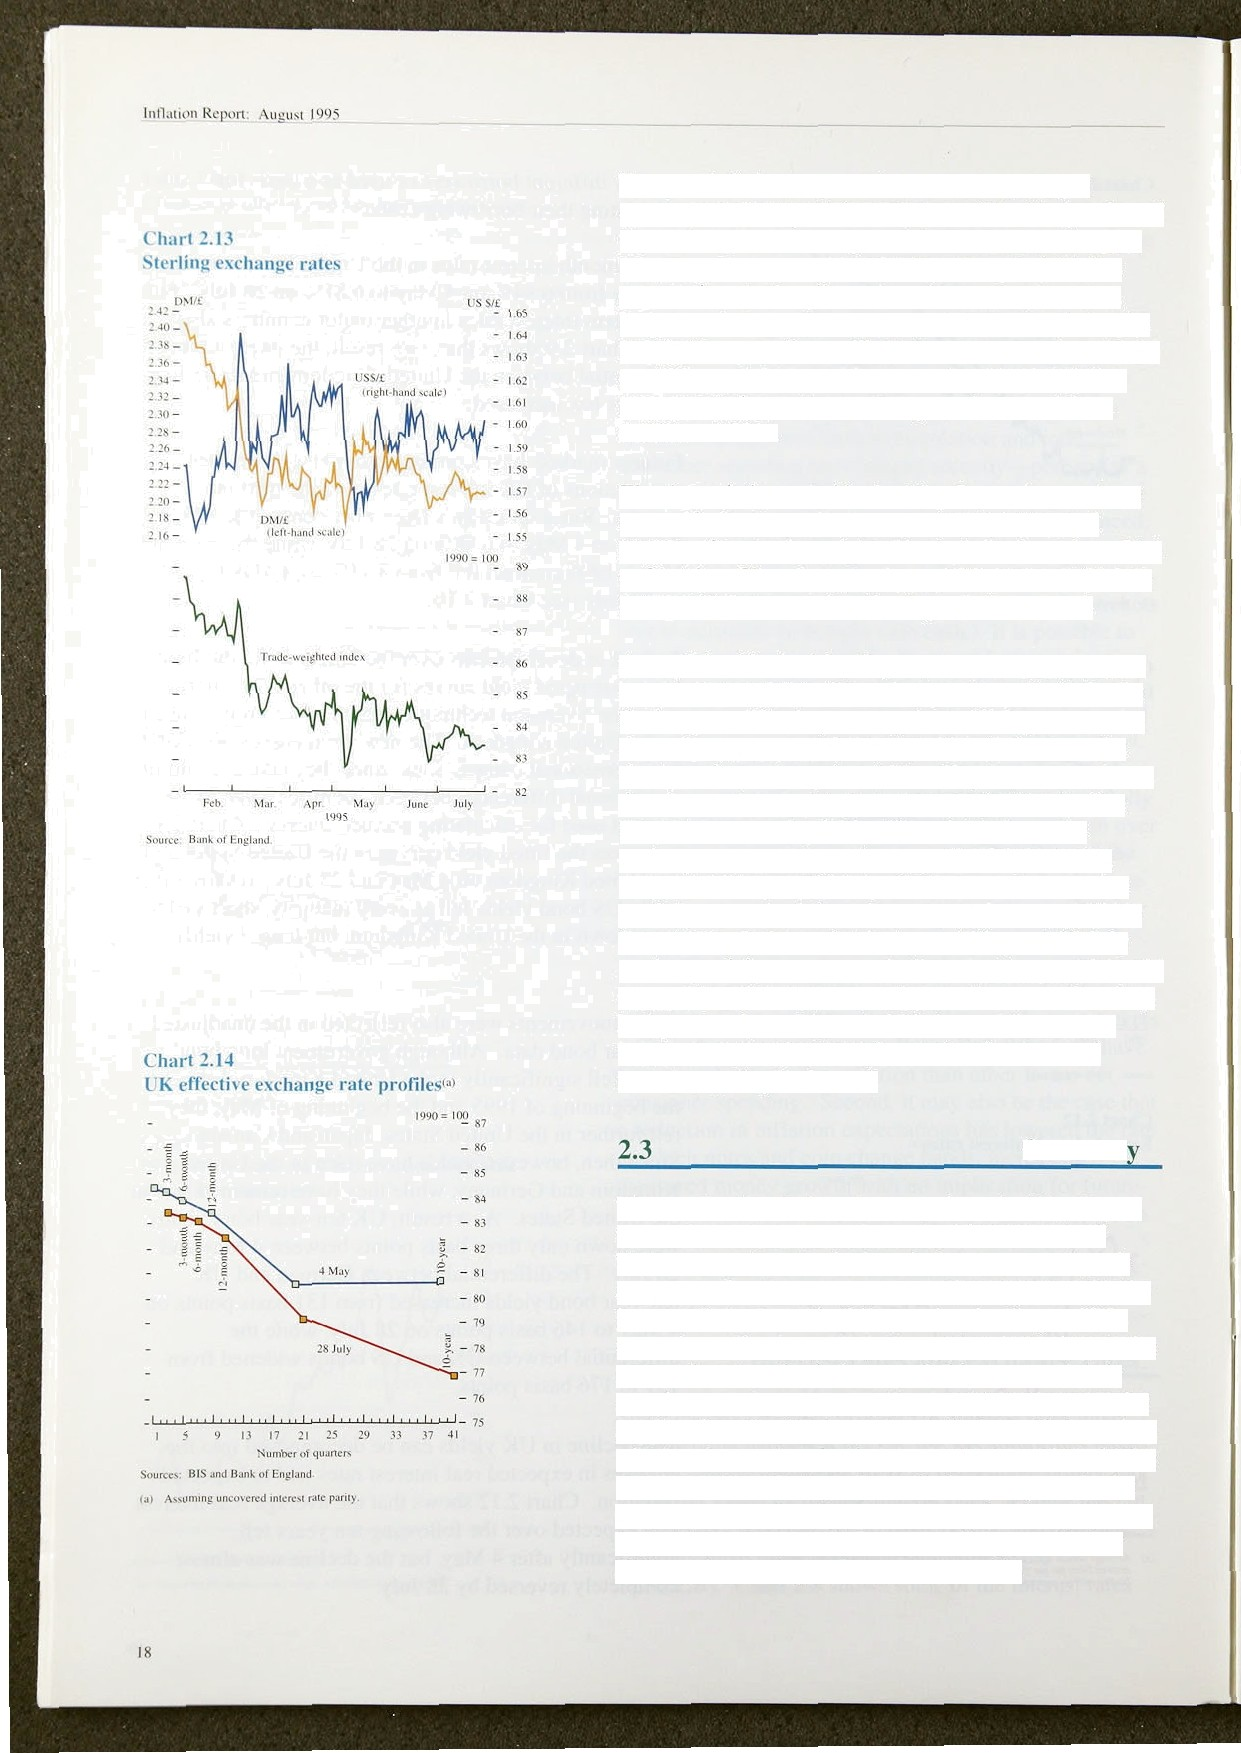 Inflation Report: August 1995
Chart 2.13
Sterling exchange rates
DM/£
US $/£
2.42
2.40
2.38
2.36
2.34
2.32
2.30
2.28
2.26
2.24
2.22
2.20
2.18
2.16
1.65
1.64
1.63
1.62
1.61
1.60
1.59
1.58
1.57
1.56
1.55
US$/£
(right-hand scale)
DM/£
(left-hand scale)
1990 = 100
89
88
87
86
85
84
83
82
Trade-weighted index
Feb. Mar. Apr. May June July
1995
Source: Bank of England.
Chart 2.14
UK effective exchange rate profiles(a)
1990 = 100
87
86
85
84
83
82
81
80
79
78
77
76
75
3-month
6-month
12-month
10-year
4 May
3-month
6-month
12-month
10-year
28 July
1 5 9 13 17 21 25 29 33 37 41
Number of quarters
Sources: BIS and Bank of England.
(a) Assuming uncovered interest rate parity.
2.3 y
18